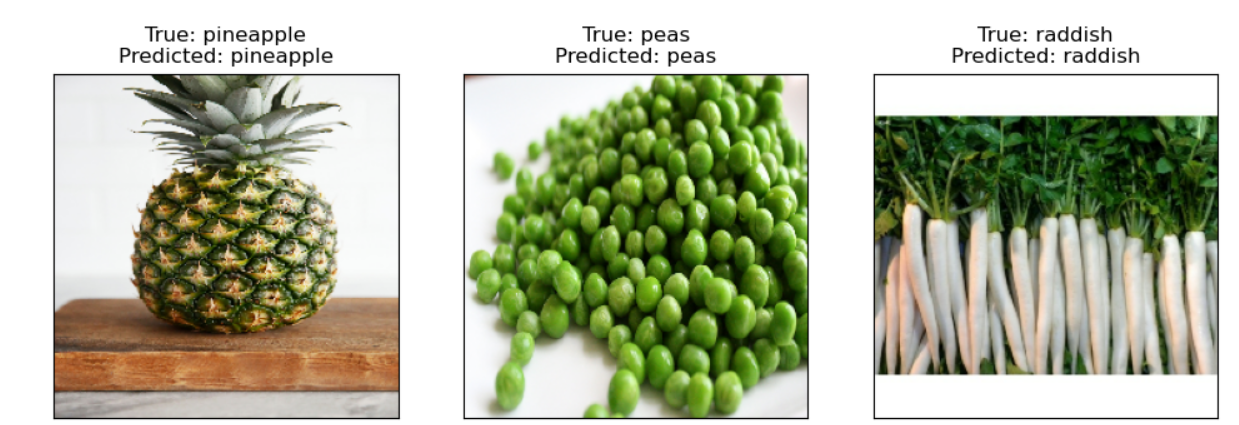 True: pineapple
Predicted: pineapple
True: peas
Predicted: peas
True: raddish
Predicted: raddish